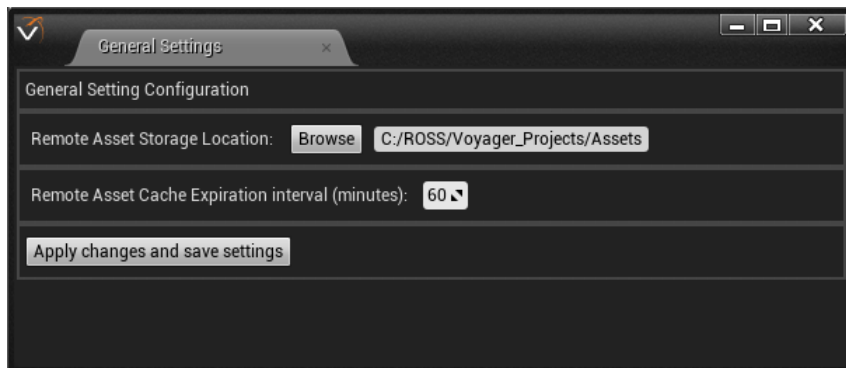 General Settings
General Setting Configuration
Remote Asset Storage Location: Browse C:/ROSS/Voyager_Projects/Assets
Remote Asset Cache Expiration interval (minutes): 60
Apply changes and save settings